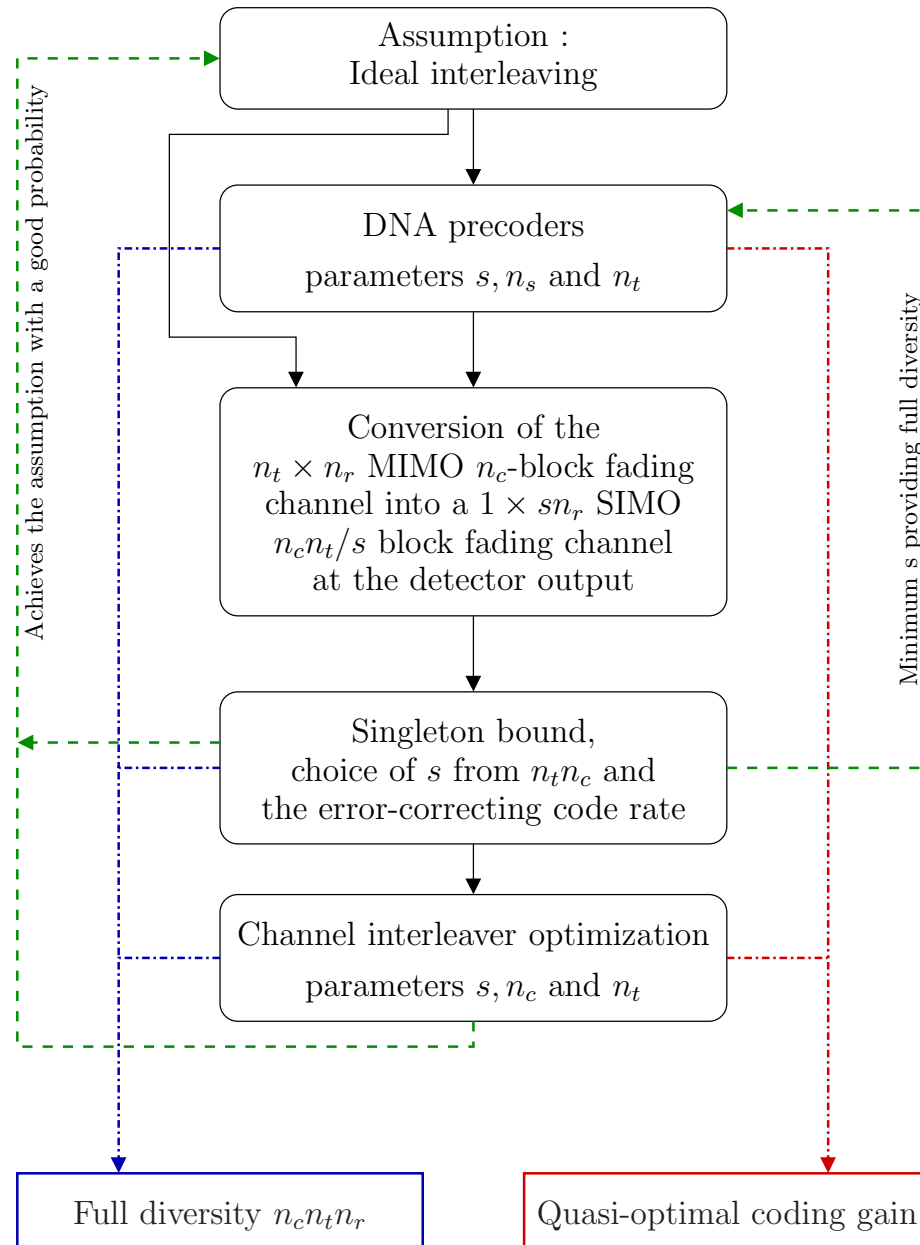 Assumption :
Ideal interleaving
Achieves the assumption with a good probability
DNA precoders
parameters $s, n_s$ and $n_t$
Minimum s providing full diversity
Conversion of the
$n_t \times n_r$ MIMO $n_c$-block fading
channel into a $1 \times sn_r$ SIMO
$n_c n_t/s$ block fading channel
at the detector output
Singleton bound,
choice of $s$ from $n_t n_c$ and
the error-correcting code rate
Channel interleaver optimization
parameters $s, n_c$ and $n_t$
Full diversity $n_c n_t n_r$
Quasi-optimal coding gain